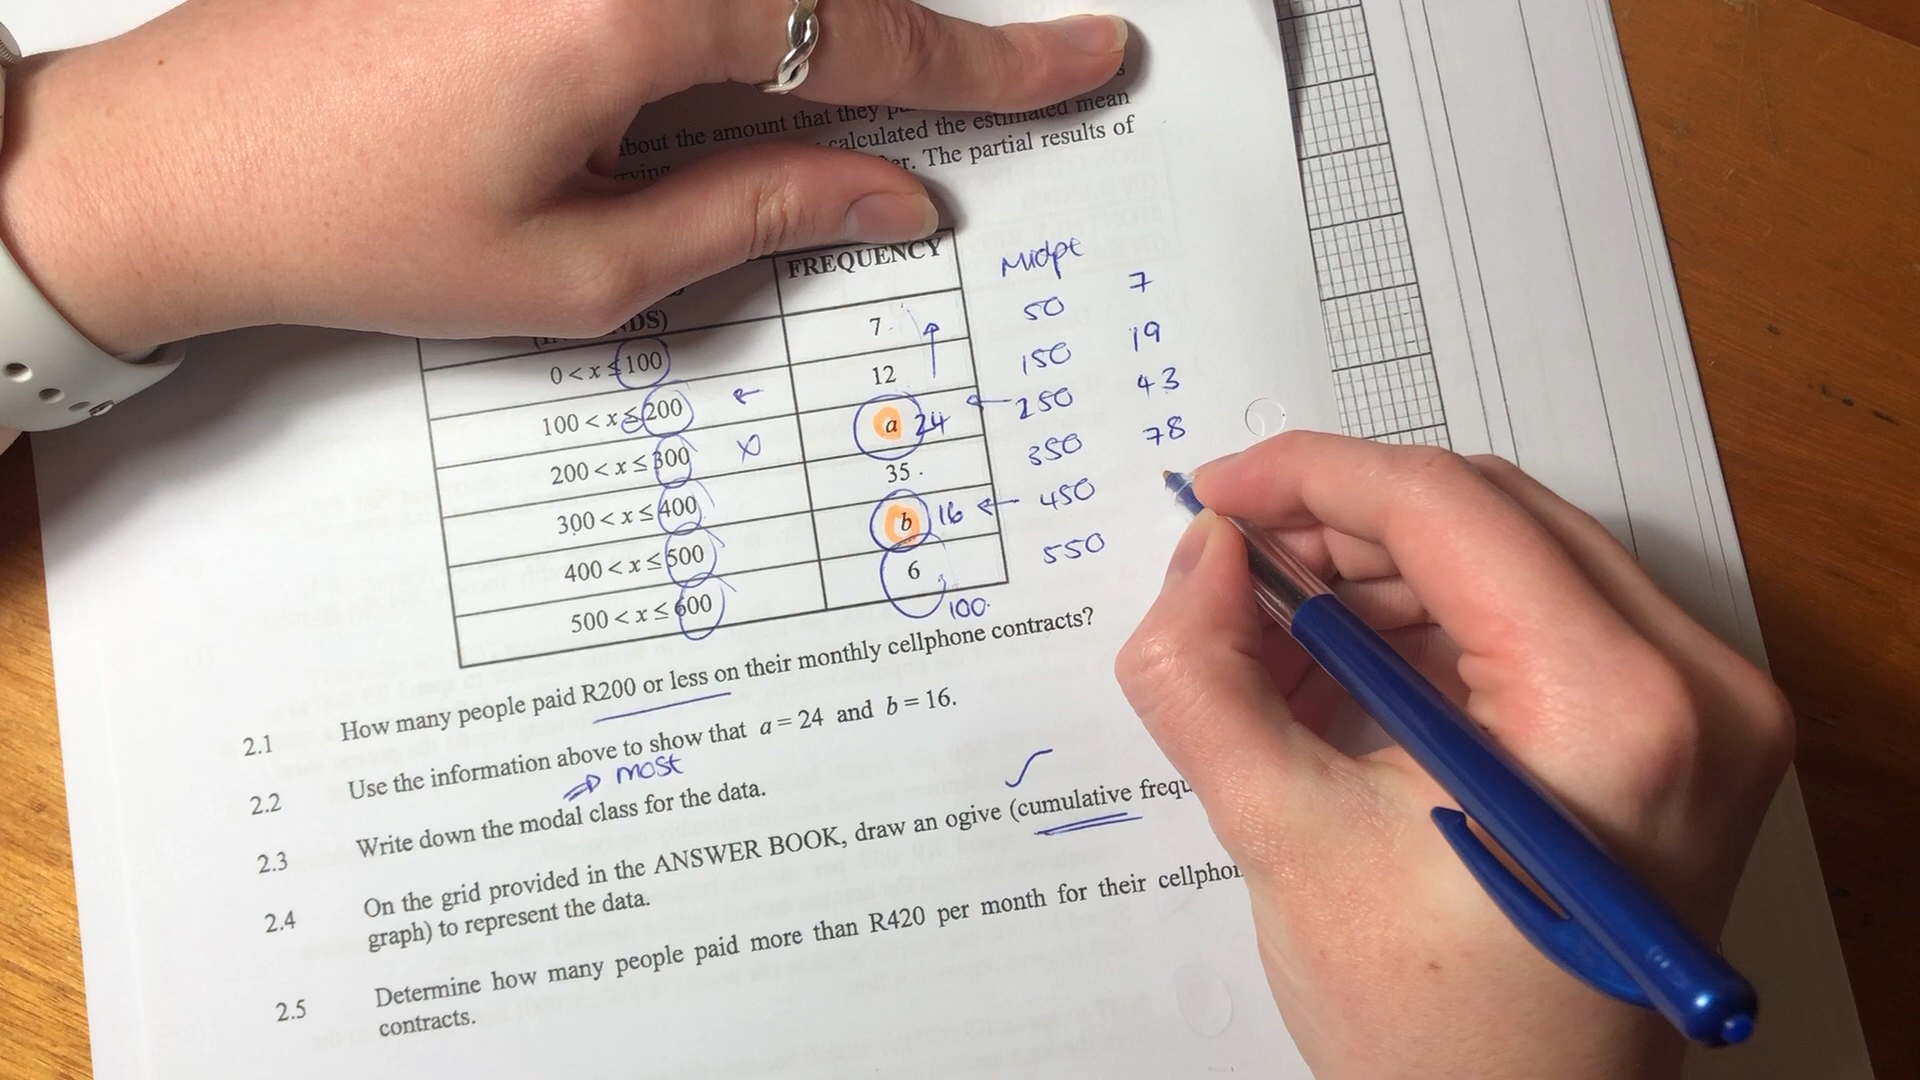 about the amount that they
calculated the estimated mean
The partial results of
FREQUENCY Midpt
0 < x ≤ 100 7 50 7
100 < x ≤ 200 12 150 19
200 < x ≤ 300 a 24 250 43
300 < x ≤ 400 35 350 78
400 < x ≤ 500 b 16 450
500 < x ≤ 600 6 550
100
2.1 How many people paid R200 or less on their monthly cellphone contracts?
2.2 Use the information above to show that a = 24 and b = 16.
most
2.3 Write down the modal class for the data.
2.4 On the grid provided in the ANSWER BOOK, draw an ogive (cumulative frequ
graph) to represent the data.
2.5 Determine how many people paid more than R420 per month for their cellpho
contracts.